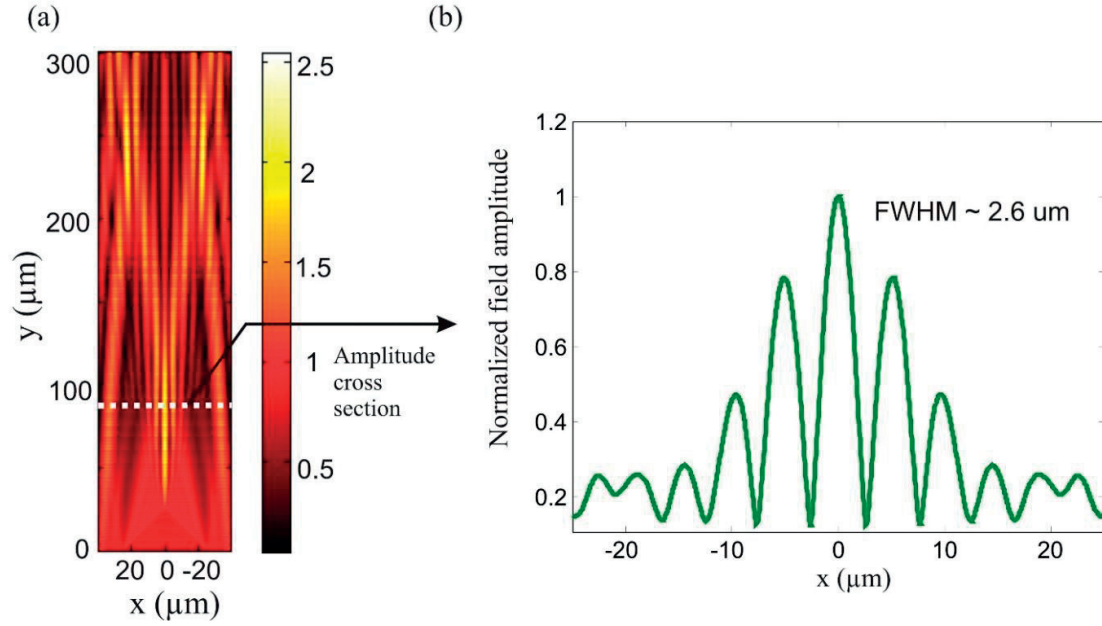 (a)
(b)
300
200
100
0
y (µm)
20 0 -20
x (µm)
2.5
2
1.5
1
0.5
Amplitude
cross
section
1.2
1
0.8
0.6
0.4
0.2
Normalized field amplitude
FWHM ~ 2.6 um
-20 -10 0 10 20
x (µm)